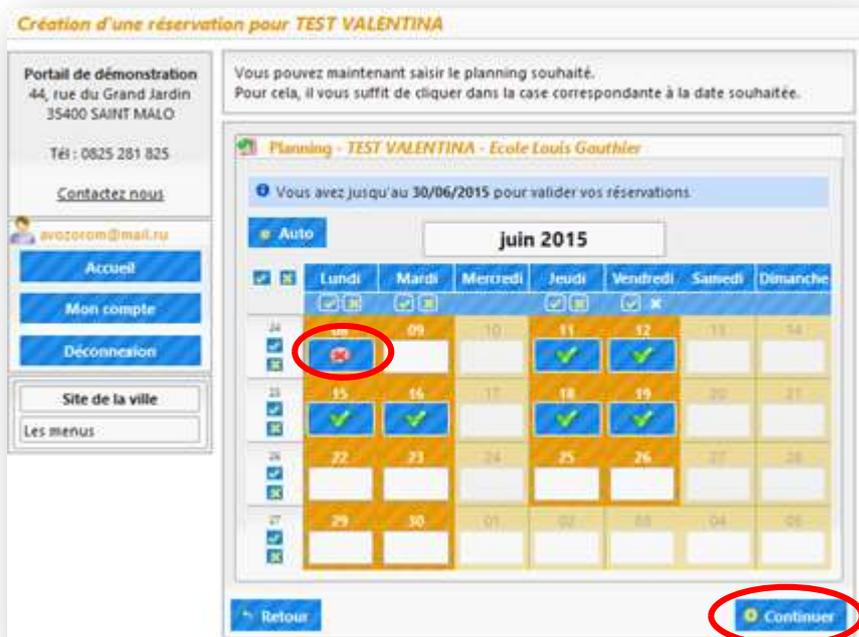 Création d'une réservation pour TEST VALENTINA
Portail de démonstration
44, rue du Grand Jardin
35400 SAINT MALO
Tél : 0825 281 825
Contactez nous
avozorom@mail.ru
Accueil
Mon compte
Déconnexion
Site de la ville
Les menus
Vous pouvez maintenant saisir le planning souhaité.
Pour cela, il vous suffit de cliquer dans la case correspondante à la date souhaitée.
Planning - TEST VALENTINA - Ecole Louis Gauthier
Vous avez jusqu'au 30/06/2015 pour valider vos réservations
Auto
juin 2015
Lundi Mardi Mercredi Jeudi Vendredi Samedi Dimanche
24 08 09 10 11 12 13 14
25 15 16 17 18 19 20 21
26 22 23 24 25 26 27 28
27 29 30 01 02 03 04 05
Retour
Continuer